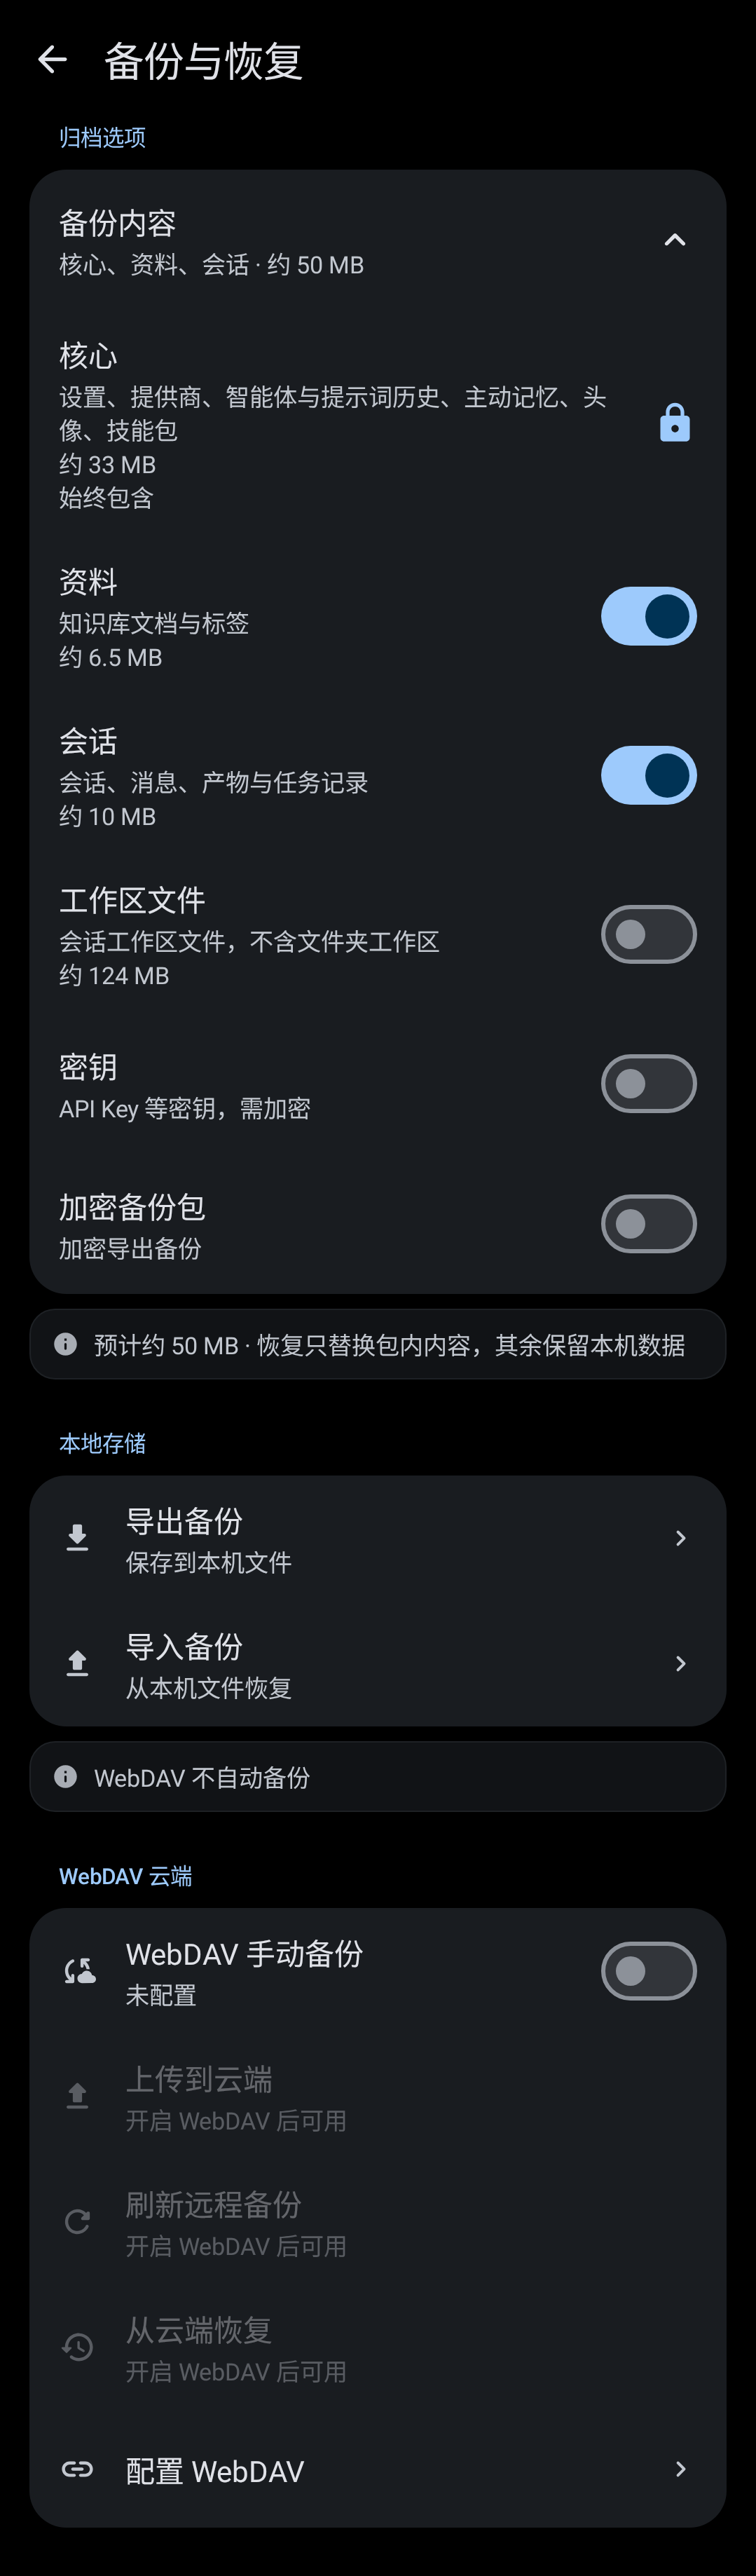 备份与恢复
归档选项
备份内容
核心、资料、会话 · 约 50 MB
核心
设置、提供商、智能体与提示词历史、主动记忆、头
像、技能包
约 33 MB
始终包含
资料
知识库文档与标签
约 6.5 MB
会话
会话、消息、产物与任务记录
约 10 MB
工作区文件
会话工作区文件，不含文件夹工作区
约 124 MB
密钥
API Key 等密钥，需加密
加密备份包
加密导出备份
预计约 50 MB · 恢复只替换包内内容，其余保留本机数据
本地存储
导出备份
保存到本机文件
导入备份
从本机文件恢复
WebDAV 不自动备份
WebDAV 云端
WebDAV 手动备份
未配置
上传到云端
开启 WebDAV 后可用
刷新远程备份
开启 WebDAV 后可用
从云端恢复
开启 WebDAV 后可用
配置 WebDAV